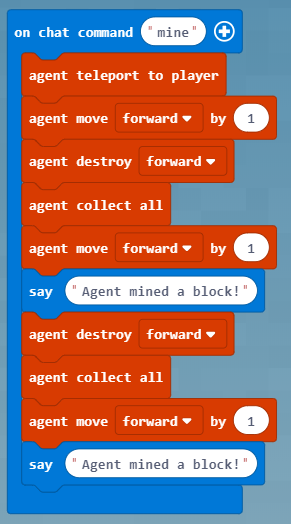 on chat command "mine"
agent teleport to player
agent move forward by 1
agent destroy forward
agent collect all
agent move forward by 1
say "Agent mined a block!"
agent destroy forward
agent collect all
agent move forward by 1
say "Agent mined a block!"